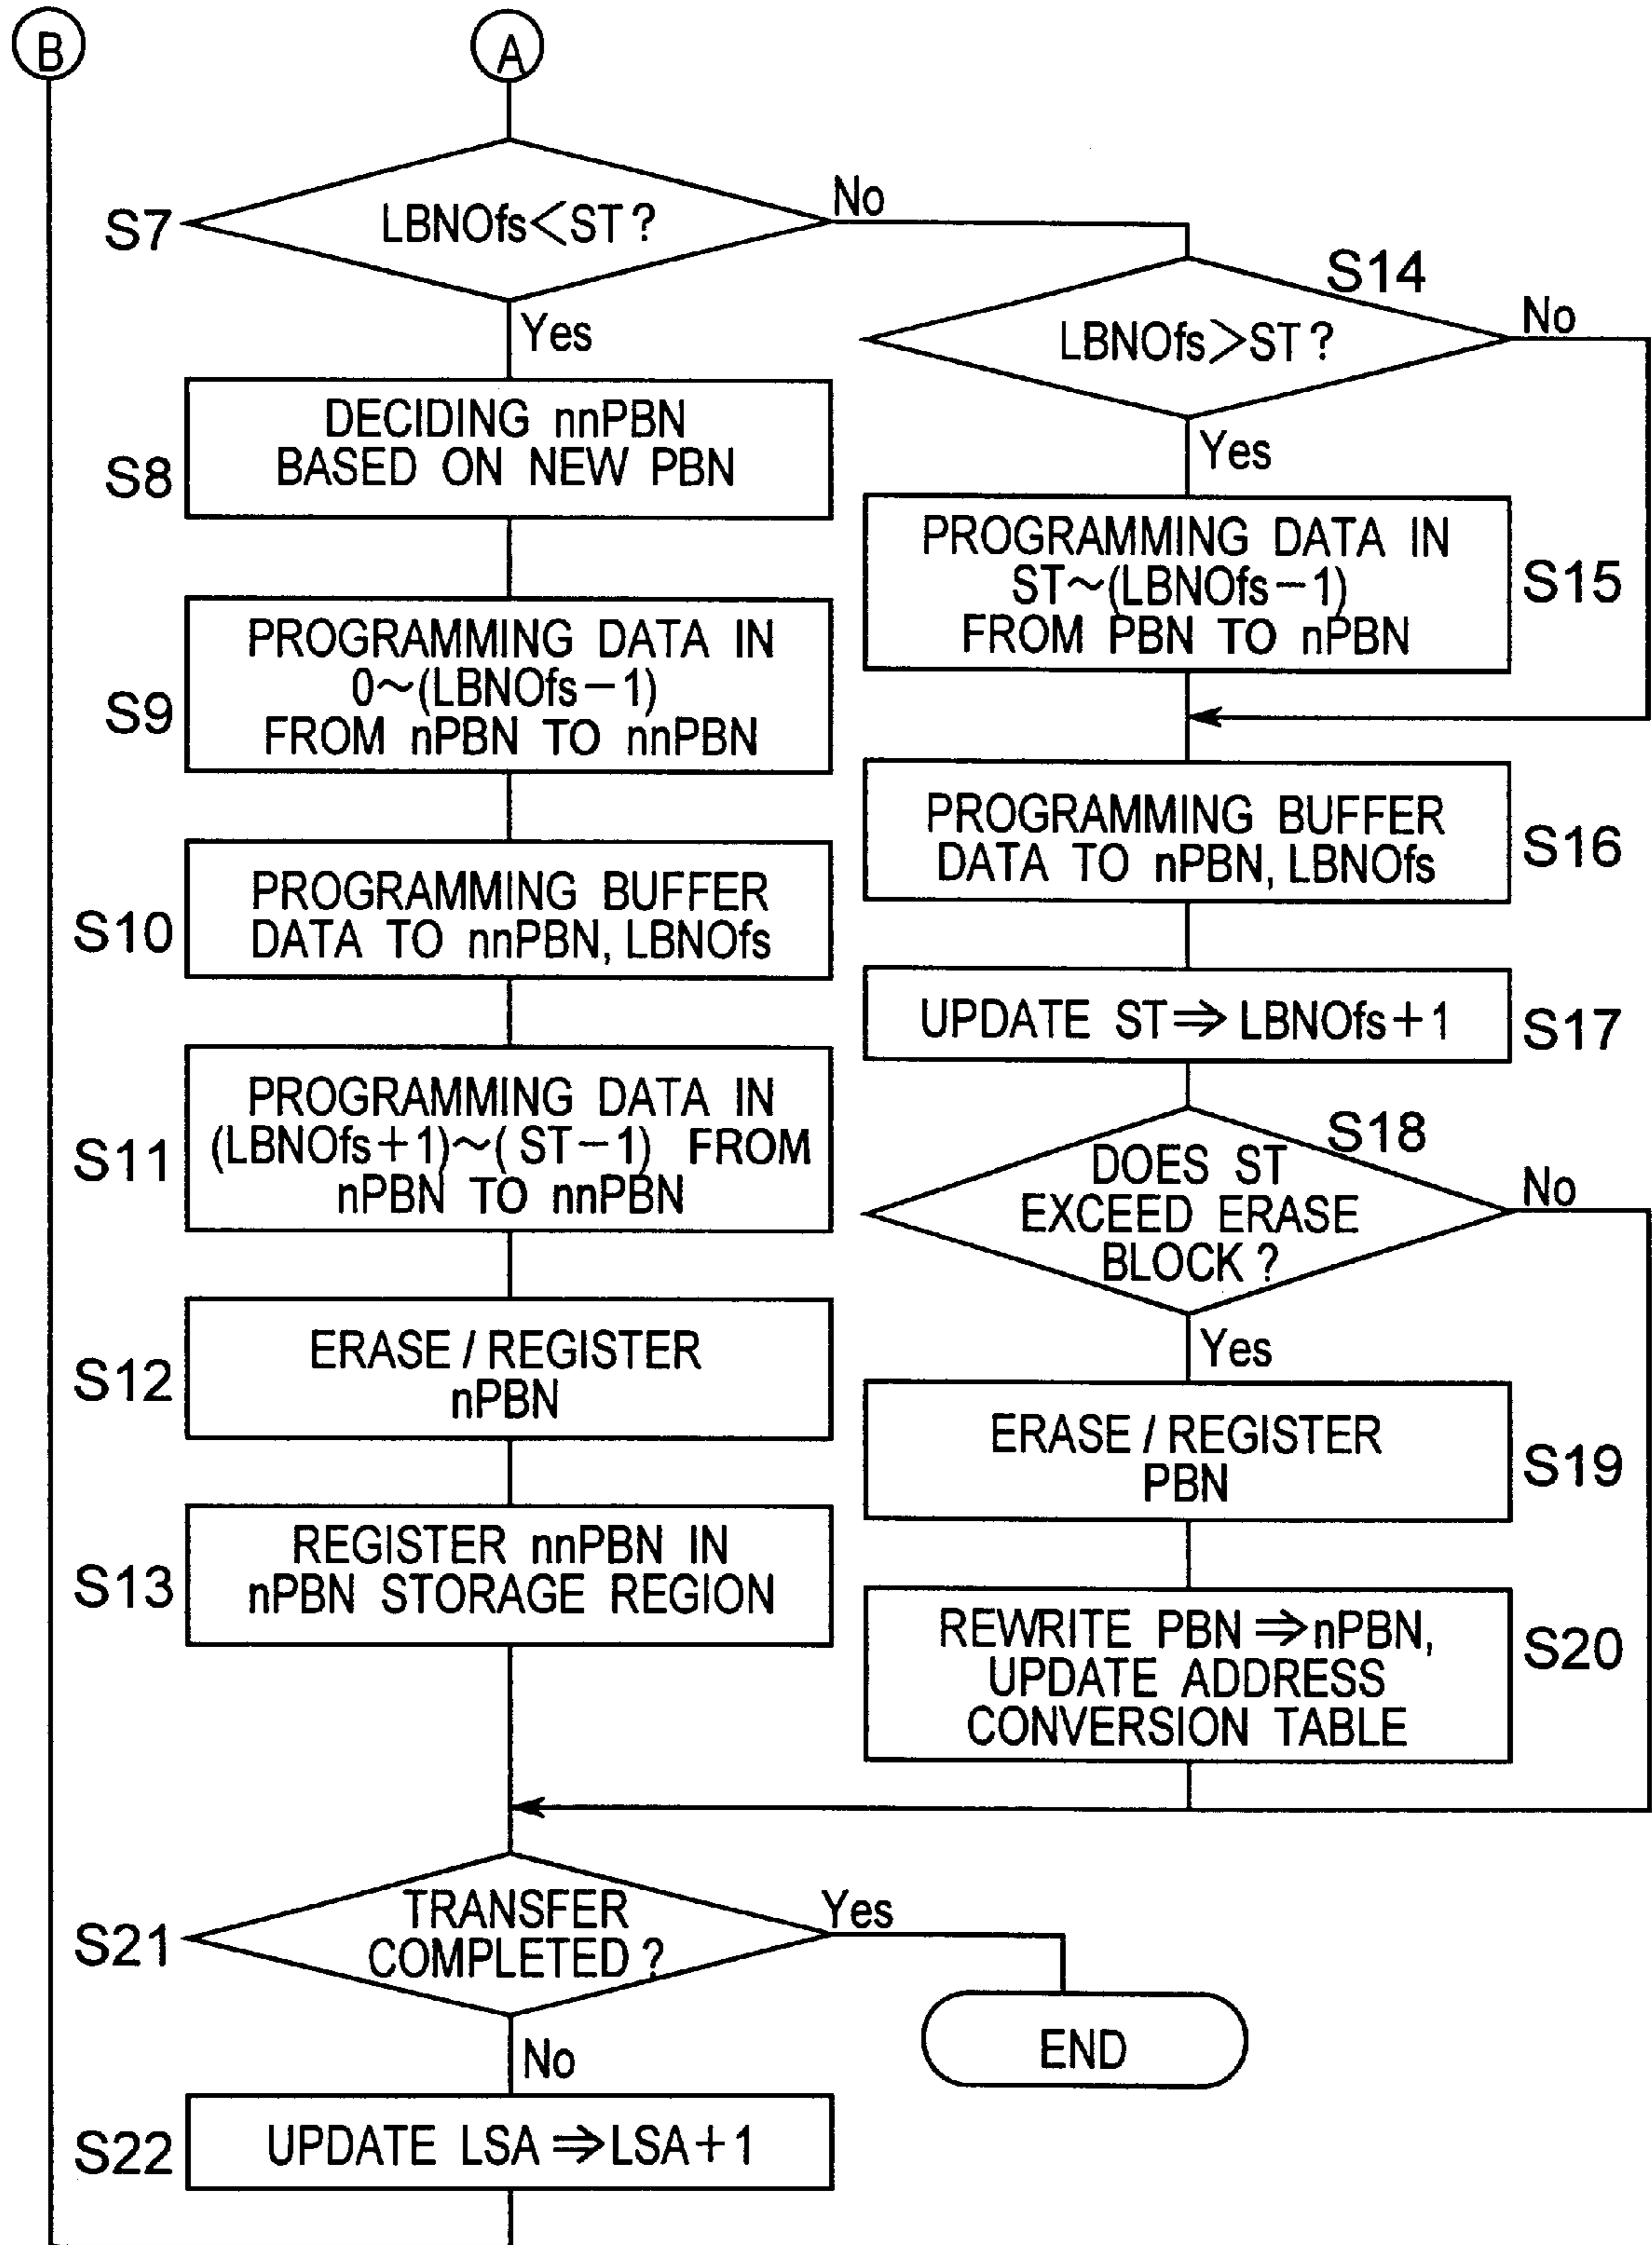 B
A
S7
LBNOfs<ST?
No
Yes
S8
DECIDING nnPBN
BASED ON NEW PBN
S9
PROGRAMMING DATA IN
0~(LBNOfs-1)
FROM nPBN TO nnPBN
S10
PROGRAMMING BUFFER
DATA TO nnPBN, LBNOfs
S11
PROGRAMMING DATA IN
(LBNOfs+1)~(ST-1) FROM
nPBN TO nnPBN
S12
ERASE / REGISTER
nPBN
S13
REGISTER nnPBN IN
nPBN STORAGE REGION
S14
LBNOfs>ST?
No
Yes
PROGRAMMING DATA IN
ST~(LBNOfs-1)
FROM PBN TO nPBN
S15
PROGRAMMING BUFFER
DATA TO nPBN, LBNOfs
S16
UPDATE ST⇒LBNOfs+1
S17
S18
DOES ST
EXCEED ERASE
BLOCK?
No
Yes
ERASE / REGISTER
PBN
S19
REWRITE PBN⇒nPBN,
UPDATE ADDRESS
CONVERSION TABLE
S20
S21
TRANSFER
COMPLETED?
Yes
END
No
S22
UPDATE LSA⇒LSA+1